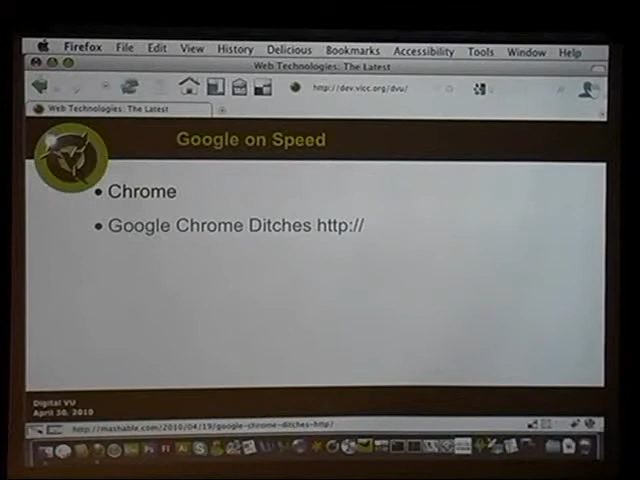 Firefox File Edit View History Delicious Bookmarks Accessibility Tools Window Help
Web Technologies: The Latest
http://dev.vicc.org/dvu/
Web Technologies: The Latest
Google on Speed
• Chrome
• Google Chrome Ditches http://
Digital VU
April 30, 2010
http://mashable.com/2010/04/19/google-chrome-ditches-http/